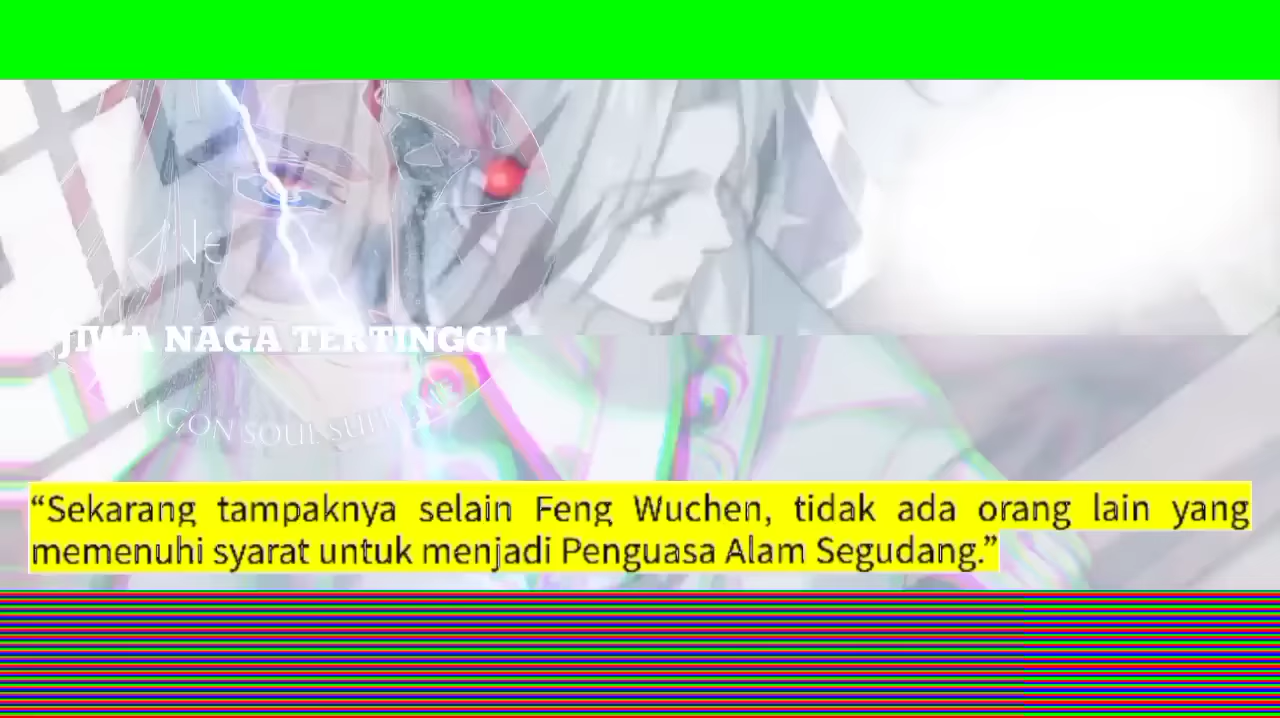 JIWA NAGA TERTINGGI
“Sekarang tampaknya selain Feng Wuchen, tidak ada orang lain yang
memenuhi syarat untuk menjadi Penguasa Alam Segudang.”